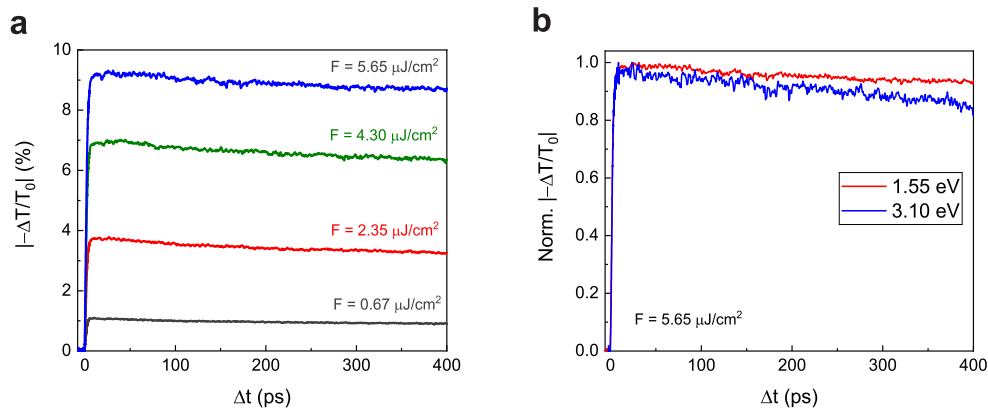 a
|−ΔT/T₀| (%)
10
8
6
4
2
0
F = 5.65 μJ/cm²
F = 4.30 μJ/cm²
F = 2.35 μJ/cm²
F = 0.67 μJ/cm²
0 100 200 300 400
Δt (ps)
b
Norm. |−ΔT/T₀|
1.0
0.8
0.6
0.4
0.2
0.0
1.55 eV
3.10 eV
F = 5.65 μJ/cm²
0 100 200 300 400
Δt (ps)